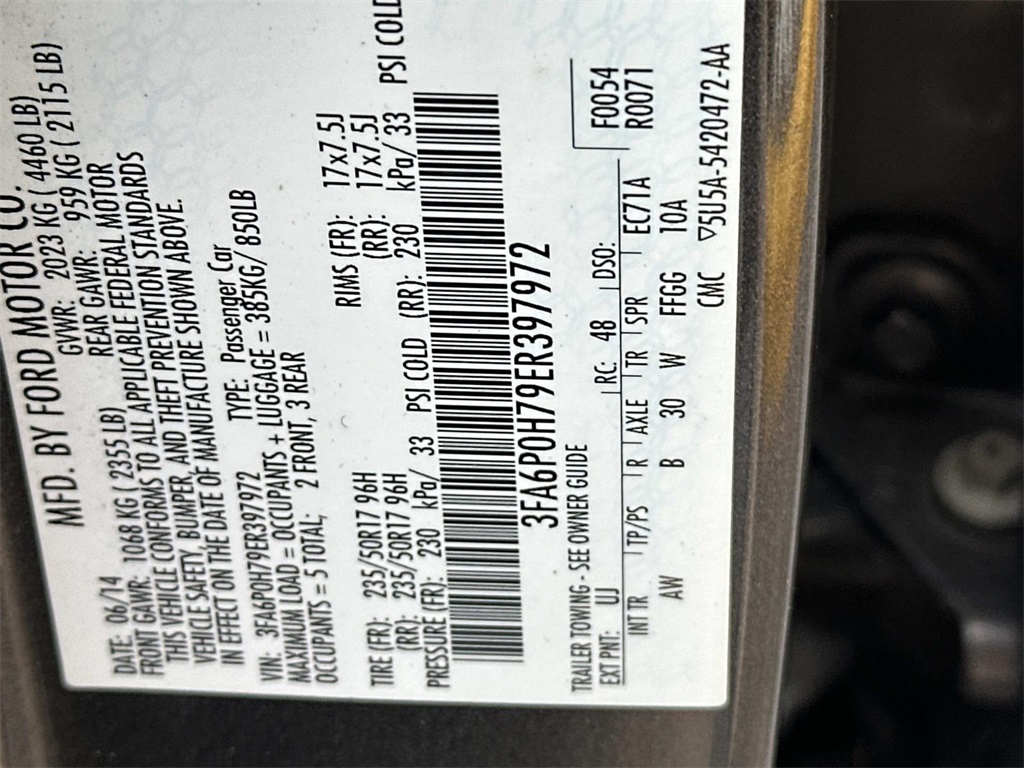 MFD. BY FORD MOTOR CO.
DATE: 06/14 GVWR: 2023 KG ( 4460 LB)
FRONT GAWR: 1068 KG ( 2355 LB) REAR GAWR: 959 KG ( 2115 LB)
THIS VEHICLE CONFORMS TO ALL APPLICABLE FEDERAL MOTOR
VEHICLE SAFETY, BUMPER, AND THEFT PREVENTION STANDARDS
IN EFFECT ON THE DATE OF MANUFACTURE SHOWN ABOVE.
VIN: 3FA6P0H79ER397972 TYPE: Passenger Car
MAXIMUM LOAD = OCCUPANTS + LUGGAGE = 385KG/ 850LB
OCCUPANTS = 5 TOTAL; 2 FRONT, 3 REAR
TIRE (FR): 235/50R17 96H RIMS (FR): 17x7.5J
(RR): 235/50R17 96H (RR): 17x7.5J
PRESSURE (FR): 230 kPa/ 33 PSI COLD (RR): 230 kPa/ 33 PSI COLD
3FA6P0H79ER397972
TRAILER TOWING - SEE OWNER GUIDE F0054
EXT PNT: UJ RC: 48 DSO: R0071
INT TR TP/PS R AXLE TR SPR EC71A
AW B 30 W FFGG 10A
CMC ▽5U5A-5420472-AA